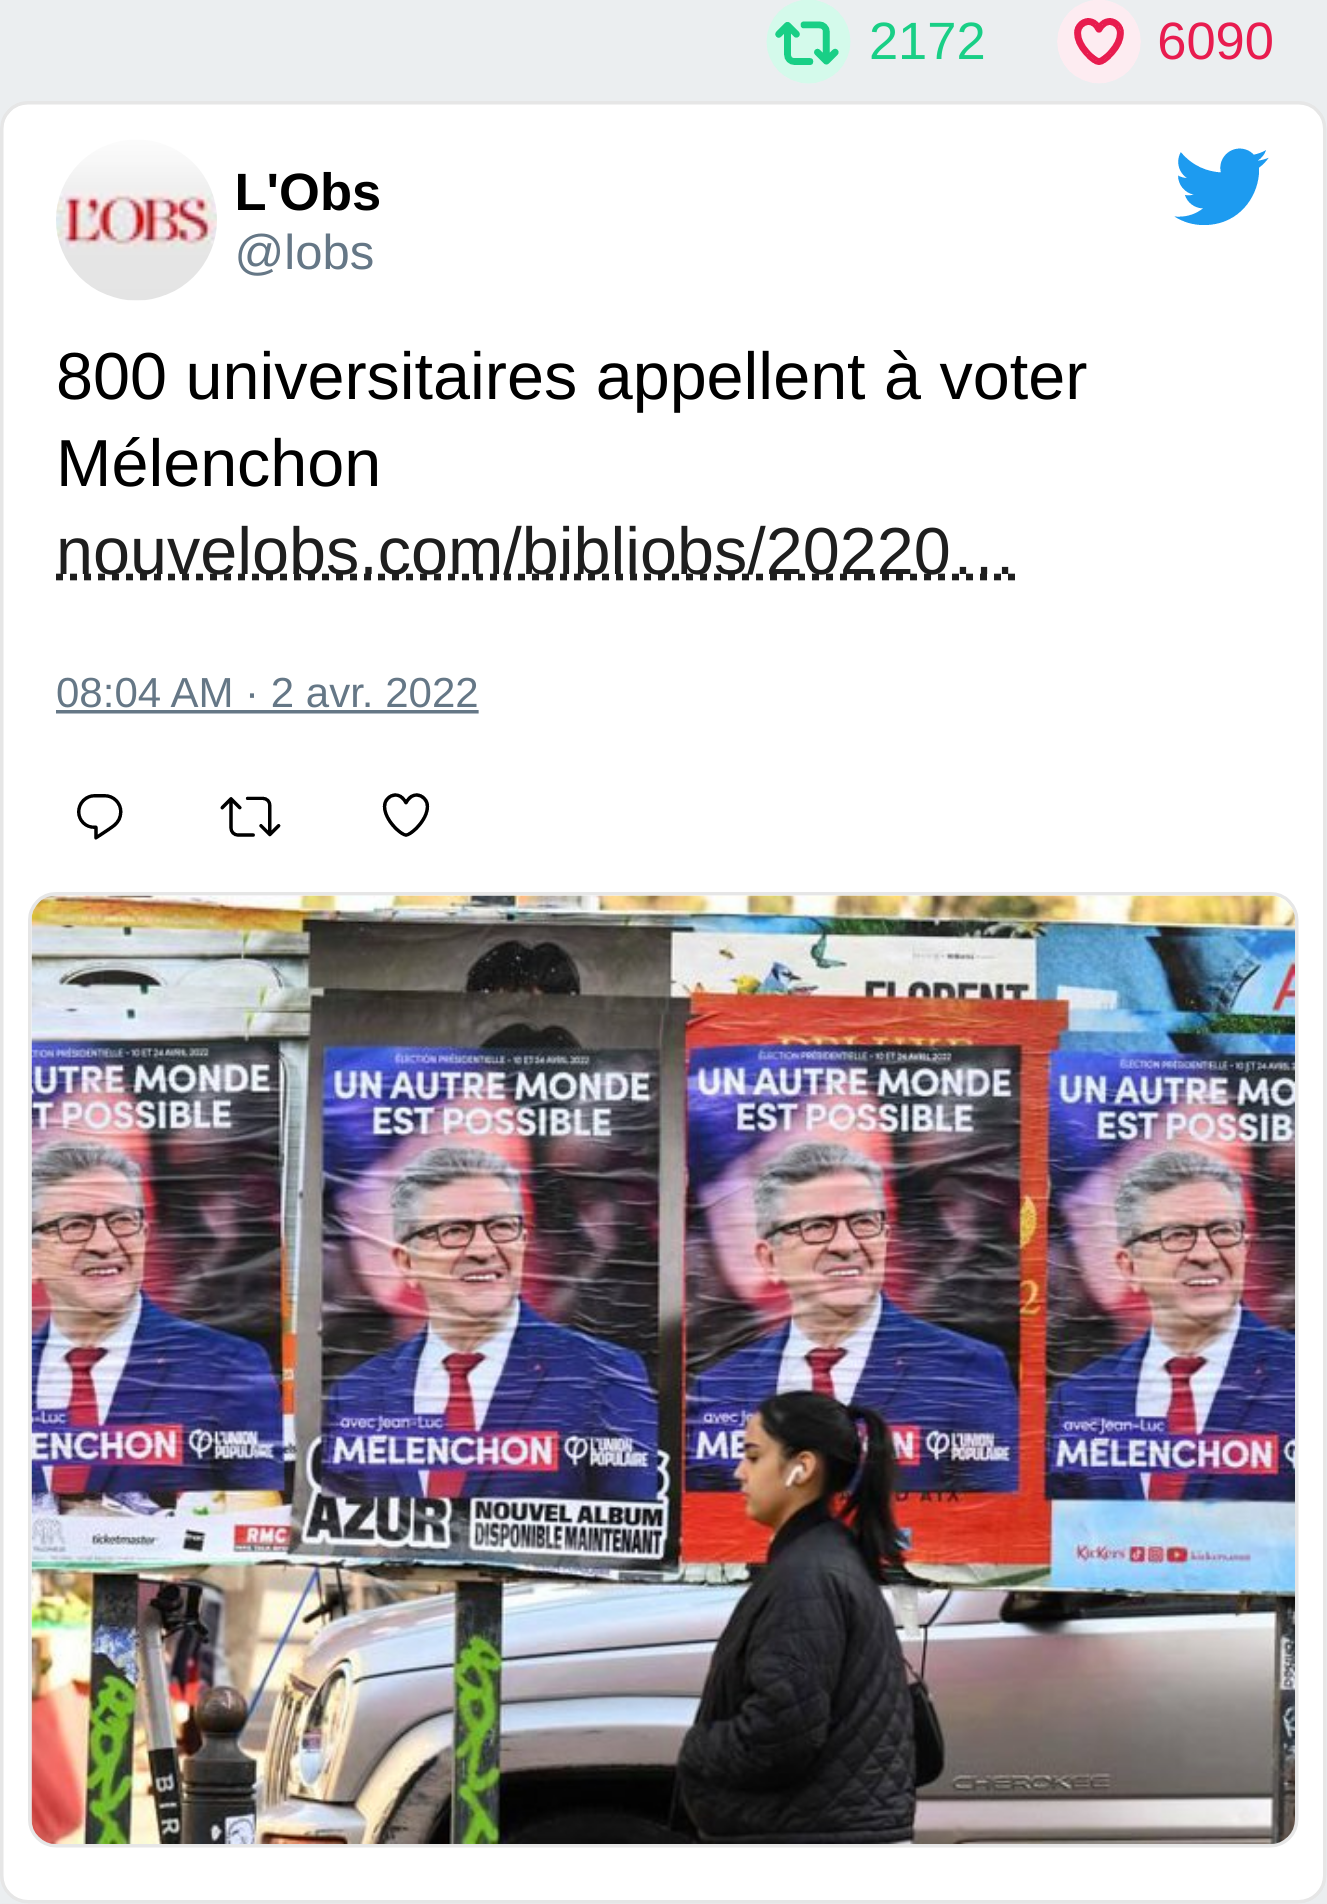 2172 6090
L'OBS
L'Obs
@lobs
800 universitaires appellent à voter
Mélenchon
nouvelobs.com/bibliobs/20220...
08:04 AM · 2 avr. 2022
FLORENT
ÉLECTION PRÉSIDENTIELLE - 10 ET 24 AVRIL 2022
UTRE MONDE
T POSSIBLE
-Luc
ENCHON L'UNION POPULAIRE
ticketmaster RMC
ÉLECTION PRÉSIDENTIELLE - 10 ET 24 AVRIL 2022
UN AUTRE MONDE
EST POSSIBLE
avec Jean-Luc
MÉLENCHON L'UNION POPULAIRE
AZUR NOUVEL ALBUM
DISPONIBLE MAINTENANT
ÉLECTION PRÉSIDENTIELLE - 10 ET 24 AVRIL 2022
UN AUTRE MONDE
EST POSSIBLE
2
avec Je
MÉ N L'UNION POPULAIRE
ÉLECTION PRÉSIDENTIELLE - 10 ET 24 AVRIL
UN AUTRE MO
EST POSSIB
avec Jean-Luc
MÉLENCHON
KicKers
BIR
CHEROKEE